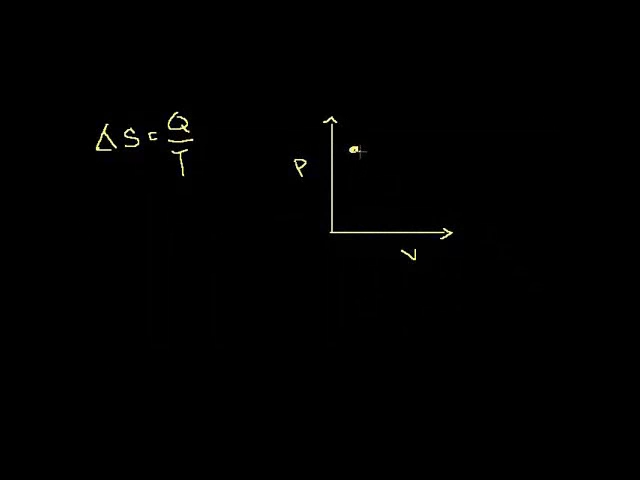 ΔS = Q/T
P
V